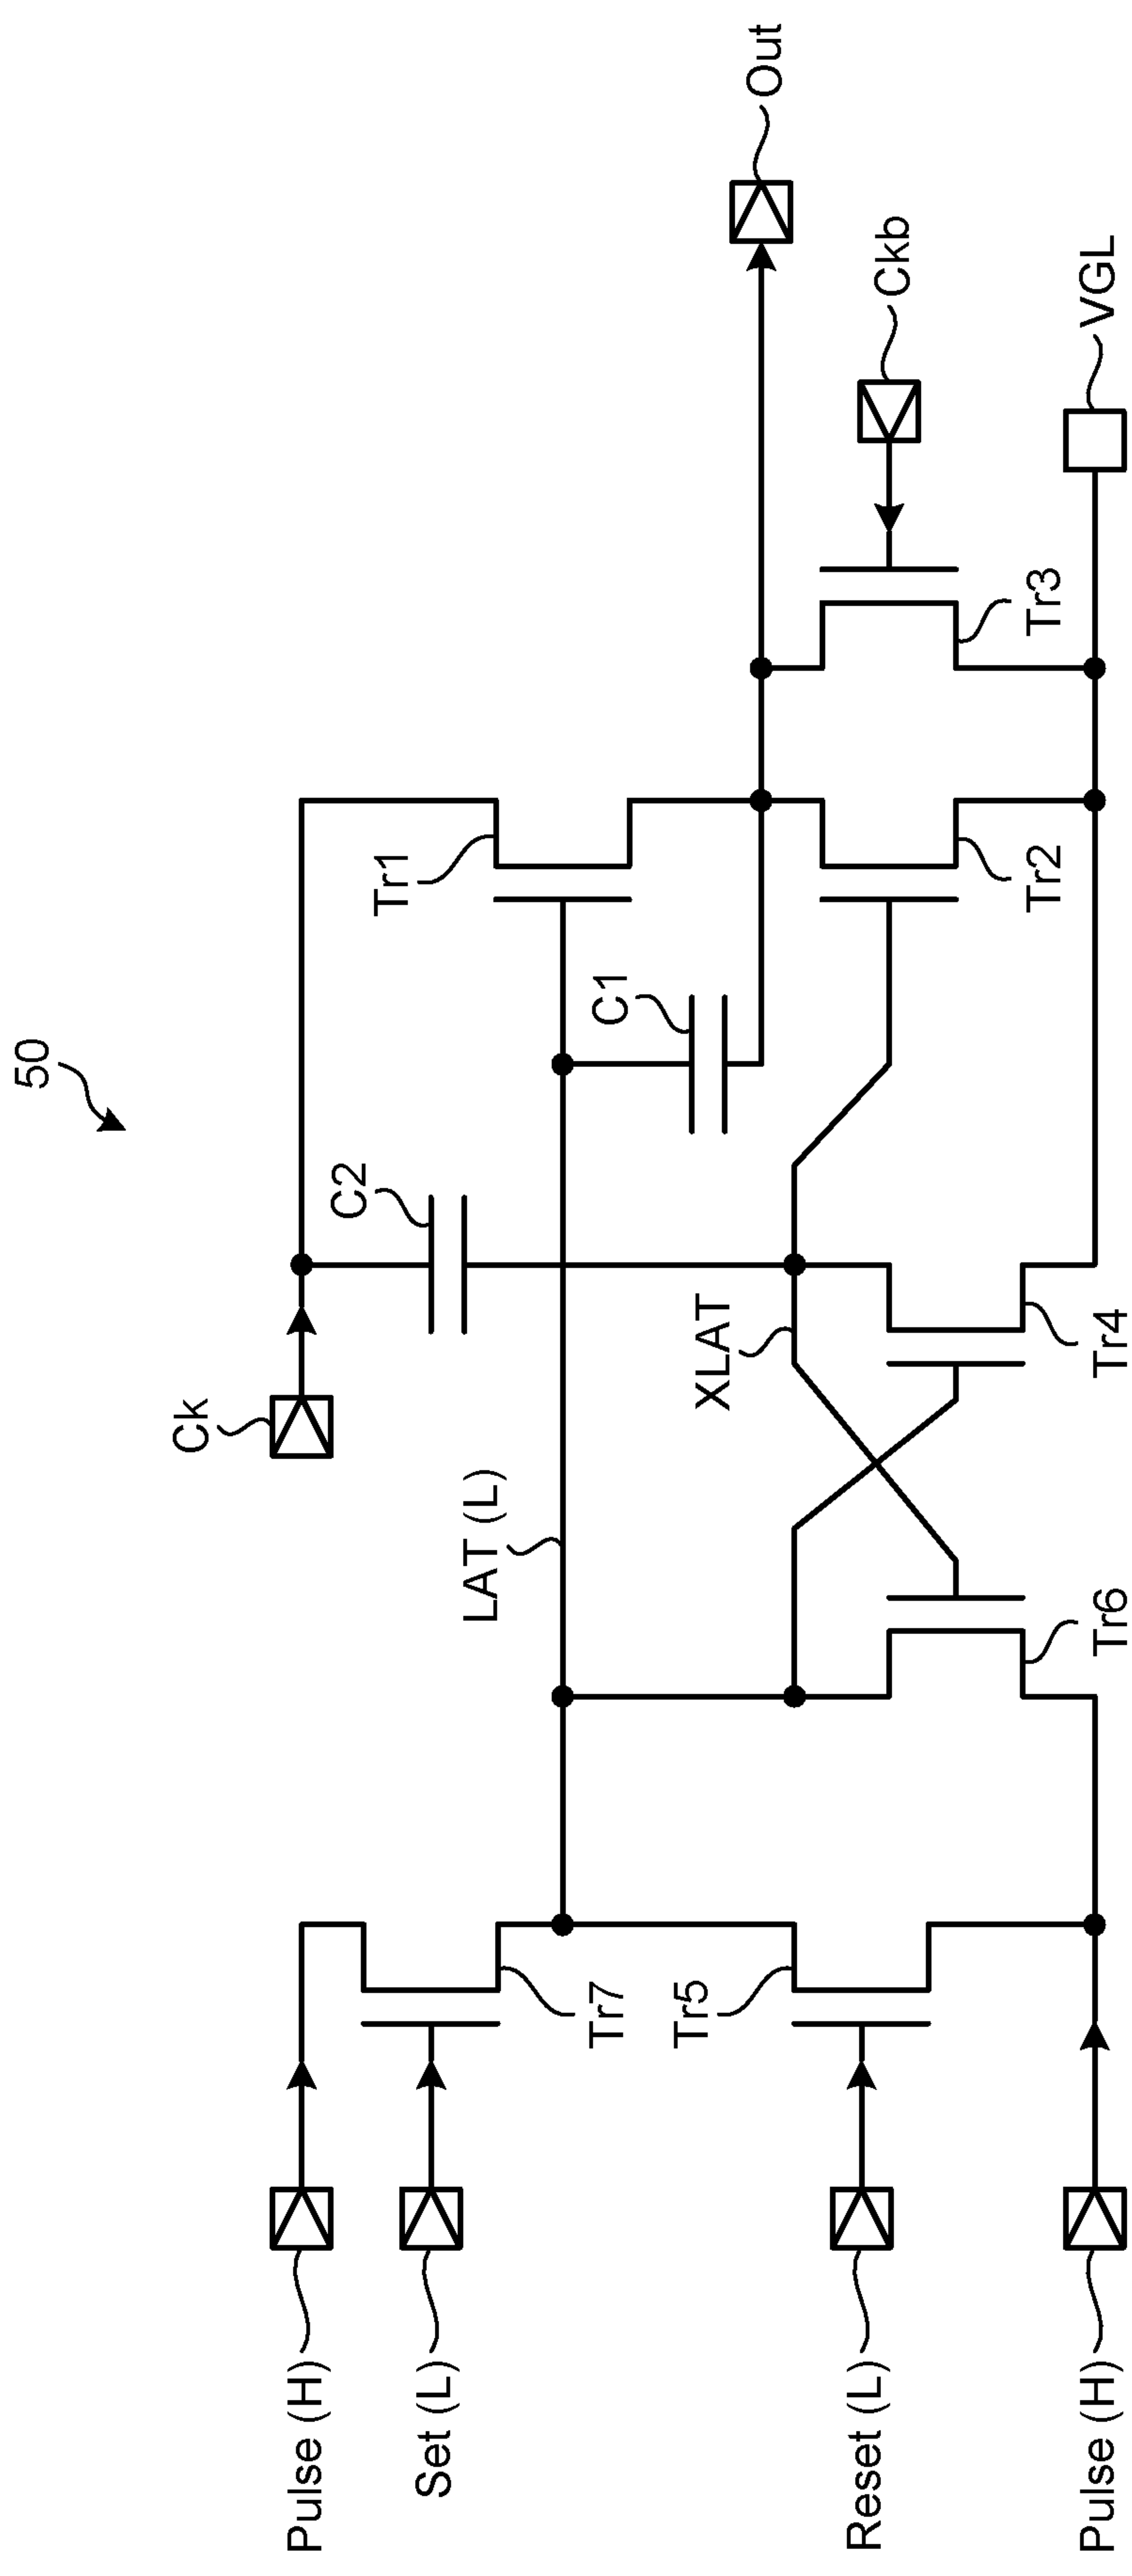 50
Ck
Out
Ckb
VGL
Tr1
C1
C2
Tr3
Tr2
XLAT
LAT (L)
Tr4
Tr6
Tr7
Tr5
Pulse (H)
Set (L)
Reset (L)
Pulse (H)